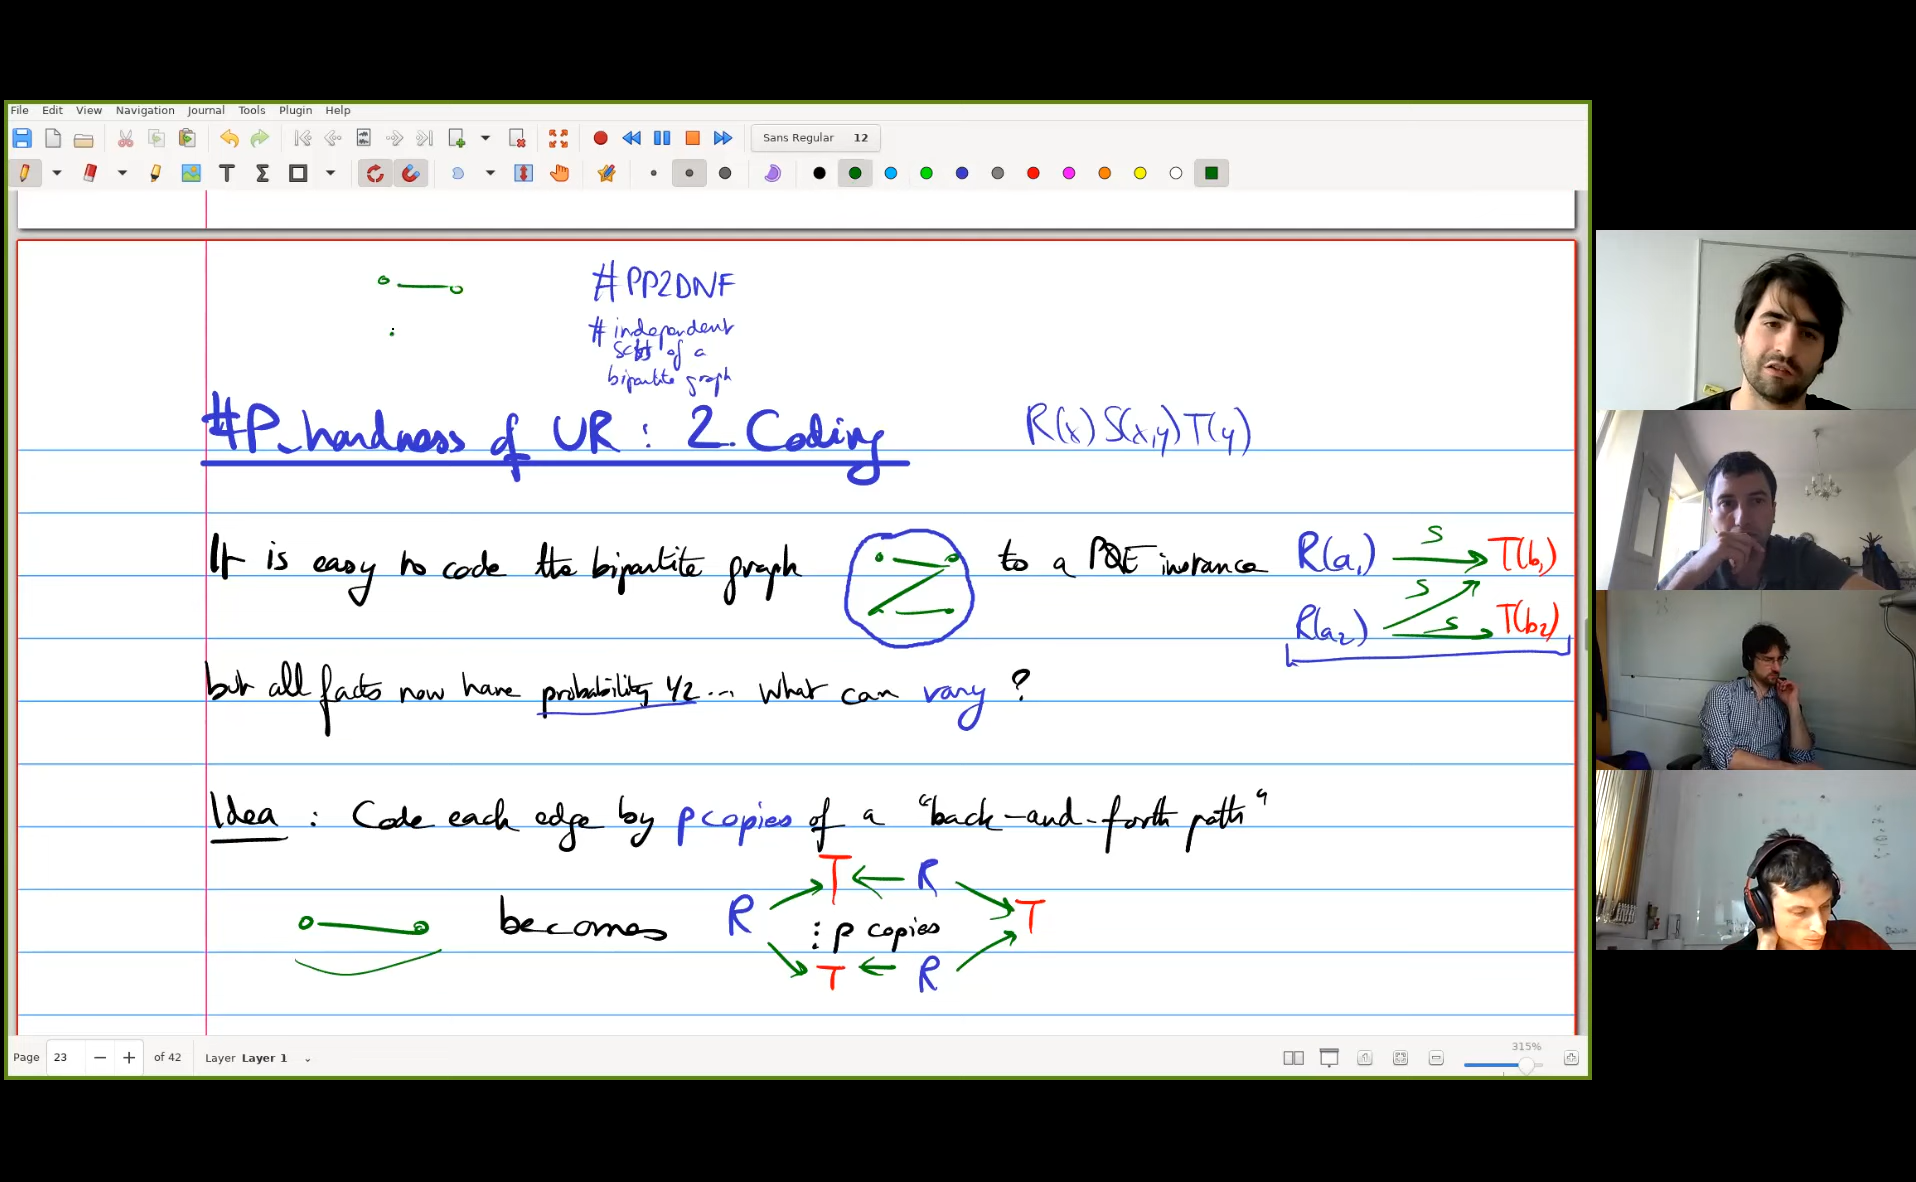 File Edit View Navigation Journal Tools Plugin Help
Sans Regular 12
# PP2DNF
# independent
sets of a
bipartite graph
#P-hardness of UR : 2. Coding
R(x) S(x,y) T(y)
It is easy to code the bipartite graph to a PQE instance
R(a1) S T(b1)
S
R(a2) S T(b2)
but all facts now have probability 1/2 ... what can vary ?
Idea : Code each edge by p copies of a "back-and-forth path"
T R
becomes R : p copies T
T R
Page 23 of 42 Layer Layer 1
315%